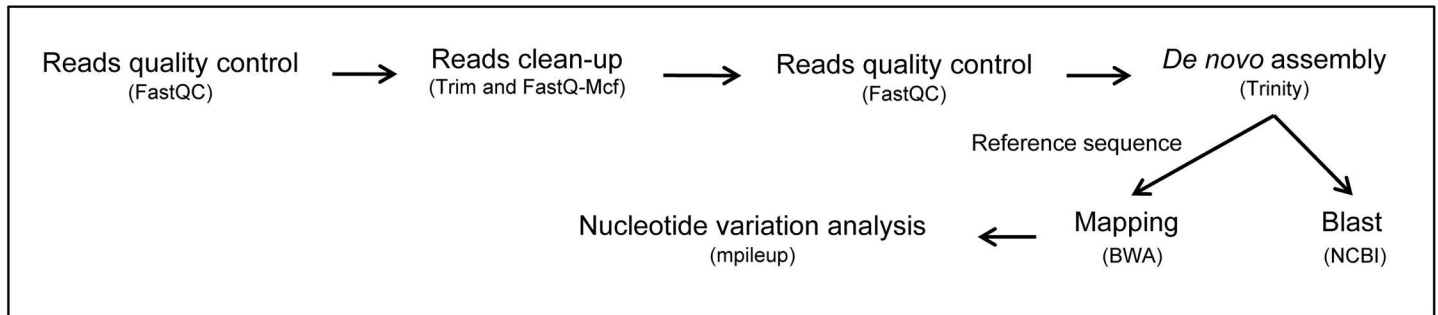 Reads quality control
(FastQC)
Reads clean-up
(Trim and FastQ-Mcf)
Reads quality control
(FastQC)
De novo assembly
(Trinity)
Reference sequence
Mapping
(BWA)
Blast
(NCBI)
Nucleotide variation analysis
(mpileup)